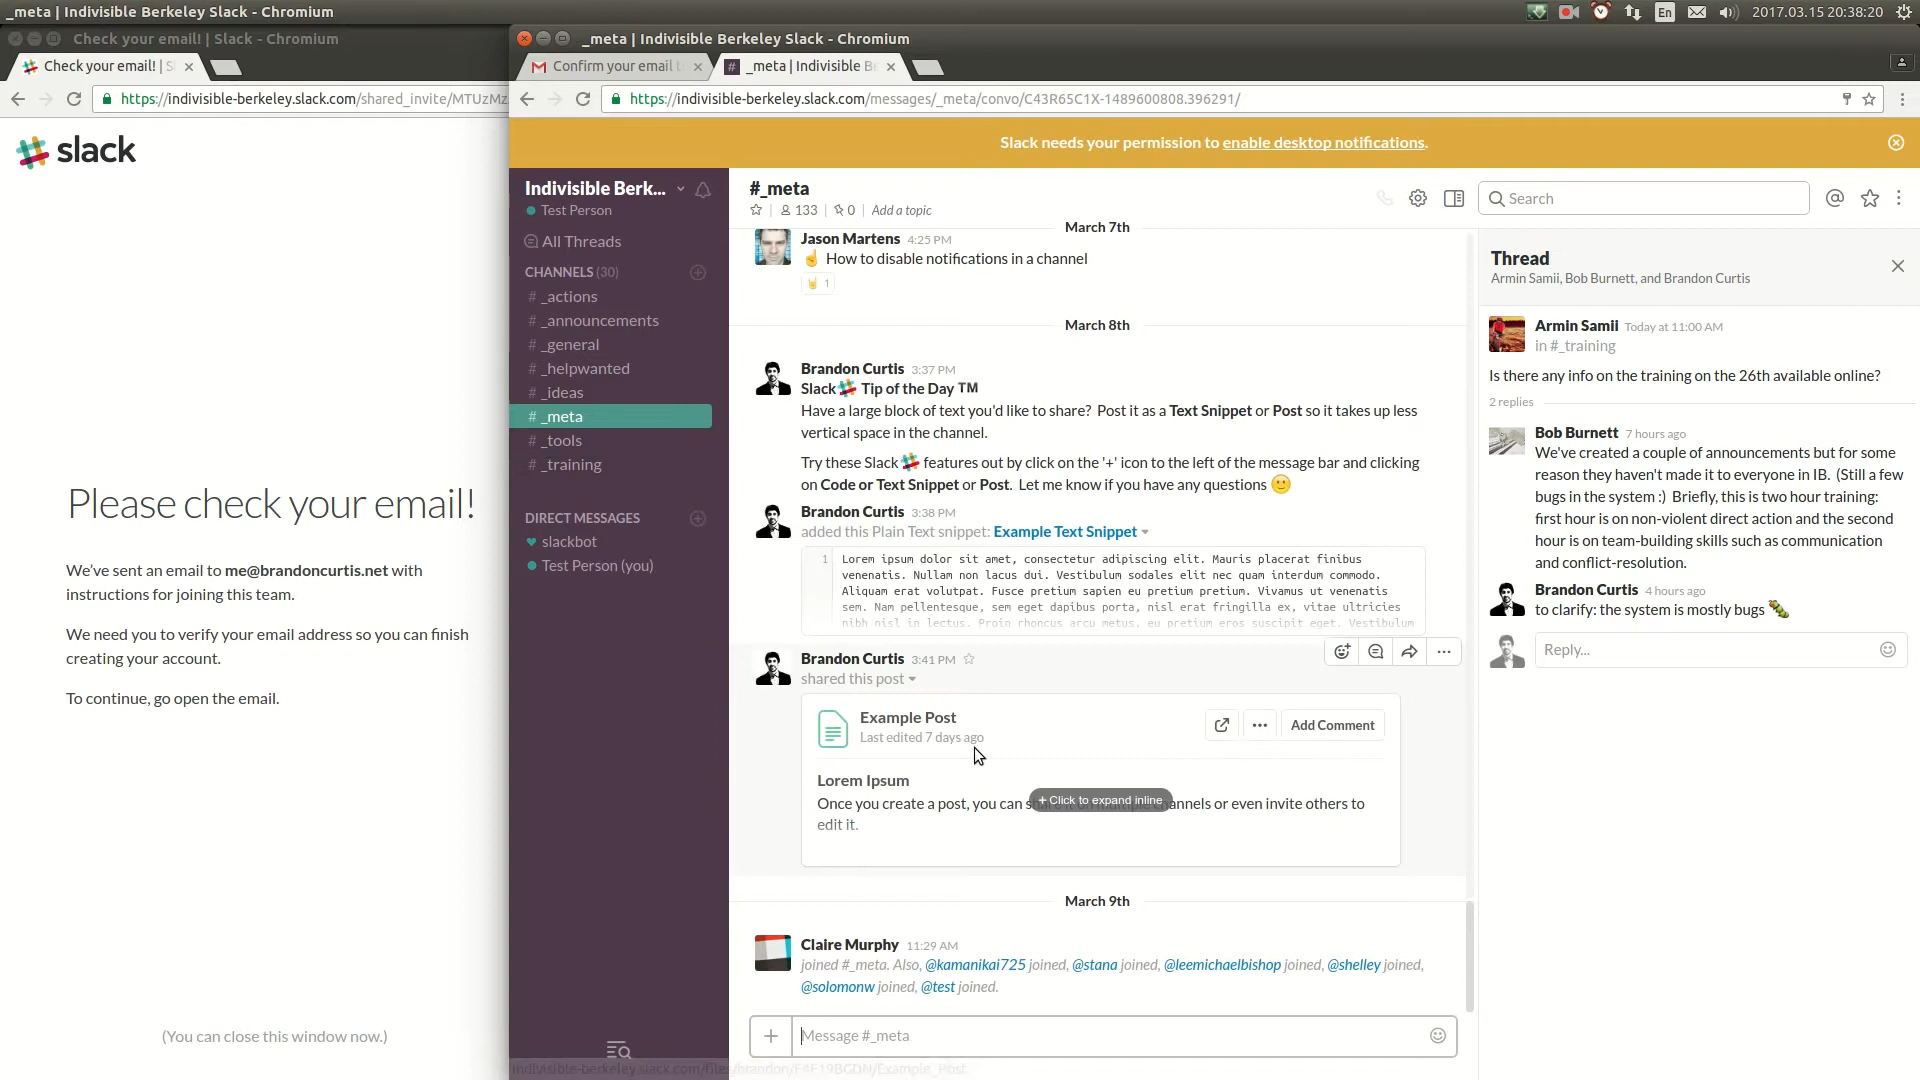 _meta | Indivisible Berkeley Slack - Chromium
En
2017.03.15 20:38:20
Check your email! | Slack - Chromium
Check your email! | S
https://indivisible-berkeley.slack.com/shared_invite/MTUzMz
slack
Please check your email!
We've sent an email to me@brandoncurtis.net with
instructions for joining this team.
We need you to verify your email address so you can finish
creating your account.
To continue, go open the email.
(You can close this window now.)
_meta | Indivisible Berkeley Slack - Chromium
Confirm your email t
_meta | Indivisible B
https://indivisible-berkeley.slack.com/messages/_meta/convo/C43R65C1X-1489600808.396291/
Slack needs your permission to enable desktop notifications.
Indivisible Berk...
Test Person
All Threads
CHANNELS (30)
# _actions
# _announcements
# _general
# _helpwanted
# _ideas
# _meta
# _tools
# _training
DIRECT MESSAGES
slackbot
Test Person (you)
#_meta
133 | 0 | Add a topic
Search
March 7th
Jason Martens 4:25 PM
How to disable notifications in a channel
1
March 8th
Brandon Curtis 3:37 PM
Slack Tip of the Day TM
Have a large block of text you'd like to share? Post it as a Text Snippet or Post so it takes up less
vertical space in the channel.
Try these Slack features out by click on the '+' icon to the left of the message bar and clicking
on Code or Text Snippet or Post. Let me know if you have any questions
Brandon Curtis 3:38 PM
added this Plain Text snippet: Example Text Snippet
1 Lorem ipsum dolor sit amet, consectetur adipiscing elit. Mauris placerat finibus
venenatis. Nullam non lacus dui. Vestibulum sodales elit nec quam interdum commodo.
Aliquam erat volutpat. Fusce pretium sapien eu pretium pretium. Vivamus ut venenatis
sem. Nam pellentesque, sem eget dapibus porta, nisl erat fringilla ex, vitae ultricies
nibh nisl in lectus. Proin rhoncus arcu metus, eu pretium eros suscipit eget. Vestibulum
Brandon Curtis 3:41 PM
shared this post
Example Post
Last edited 7 days ago
Add Comment
Lorem Ipsum
Once you create a post, you can channels or even invite others to
+ Click to expand inline
edit it.
March 9th
Claire Murphy 11:29 AM
joined #_meta. Also, @kamanikai725 joined, @stana joined, @leemichaelbishop joined, @shelley joined,
@solomonw joined, @test joined.
Message #_meta
Thread
Armin Samii, Bob Burnett, and Brandon Curtis
Armin Samii Today at 11:00 AM
in #_training
Is there any info on the training on the 26th available online?
2 replies
Bob Burnett 7 hours ago
We've created a couple of announcements but for some
reason they haven't made it to everyone in IB. (Still a few
bugs in the system :) Briefly, this is two hour training:
first hour is on non-violent direct action and the second
hour is on team-building skills such as communication
and conflict-resolution.
Brandon Curtis 4 hours ago
to clarify: the system is mostly bugs
Reply...